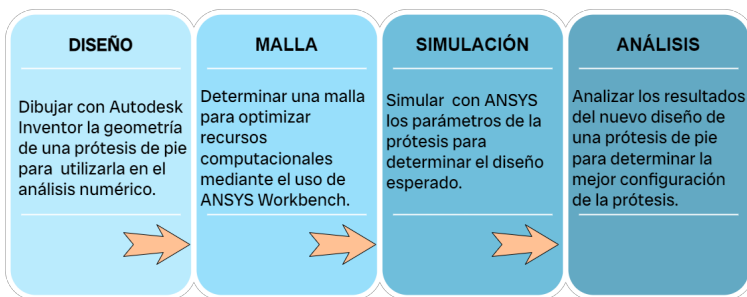 DISEÑO
Dibujar con Autodesk
Inventor la geometría
de una prótesis de pie
para utilizarla en el
análisis numérico.
MALLA
Determinar una malla
para optimizar
recursos
computacionales
mediante el uso de
ANSYS Workbench.
SIMULACIÓN
Simular con ANSYS
los parámetros de la
prótesis para
determinar el diseño
esperado.
ANÁLISIS
Analizar los resultados
del nuevo diseño de
una prótesis de pie
para determinar la
mejor configuración
de la prótesis.